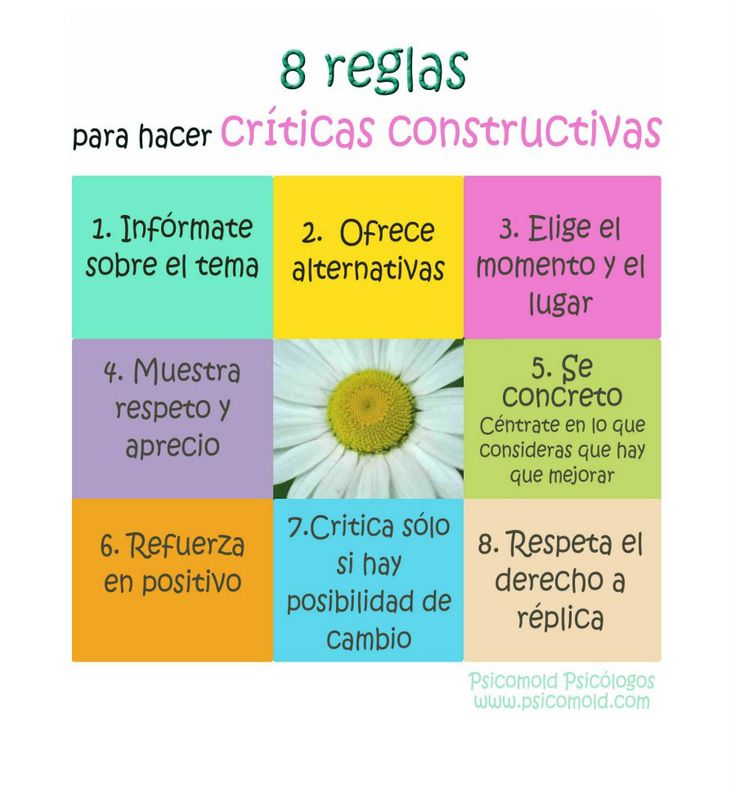 8 reglas
para hacer críticas constructivas
1. Infórmate
sobre el tema
2. Ofrece
alternativas
3. Elige el
momento y el
lugar
4. Muestra
respeto y
aprecio
5. Se
concreto
Céntrate en lo que
consideras que hay
que mejorar
6. Refuerza
en positivo
7.Critica sólo
si hay
posibilidad de
cambio
8. Respeta el
derecho a
réplica
Psicomold Psicólogos
www.psicomold.com